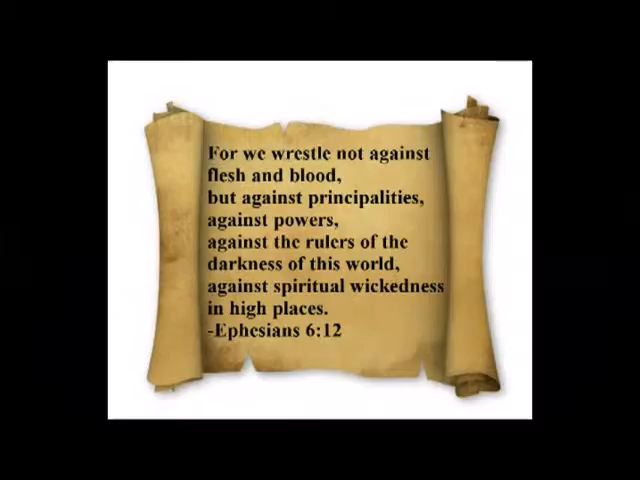 For we wrestle not against
flesh and blood,
but against principalities,
against powers,
against the rulers of the
darkness of this world,
against spiritual wickedness
in high places.
-Ephesians 6:12